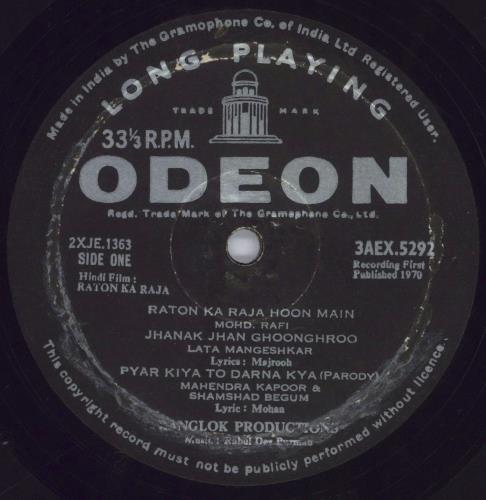 Made in India by The Gramophone Co. of India Ltd Registered User.
LONG PLAYING
TRADE MARK
33⅓ R.P.M.
ODEON
Regd. Trade Mark of The Gramophone Co., Ltd.
2XJE.1363
3AEX.5292
SIDE ONE
Recording First
Published 1970
Hindi Film:
RATON KA RAJA
RATON KA RAJA HOON MAIN
MOHD. RAFI
JHANAK JHAN GHOONGHROO
LATA MANGESHKAR
Lyrics: Majrooh
PYAR KIYA TO DARNA KYA (PARODY)
MAHENDRA KAPOOR &
SHAMSHAD BEGUM
Lyric: Mohan
PRODUCTIONS
Music: Rahul Dev Burman
This copyright record must not be publicly performed without licence.